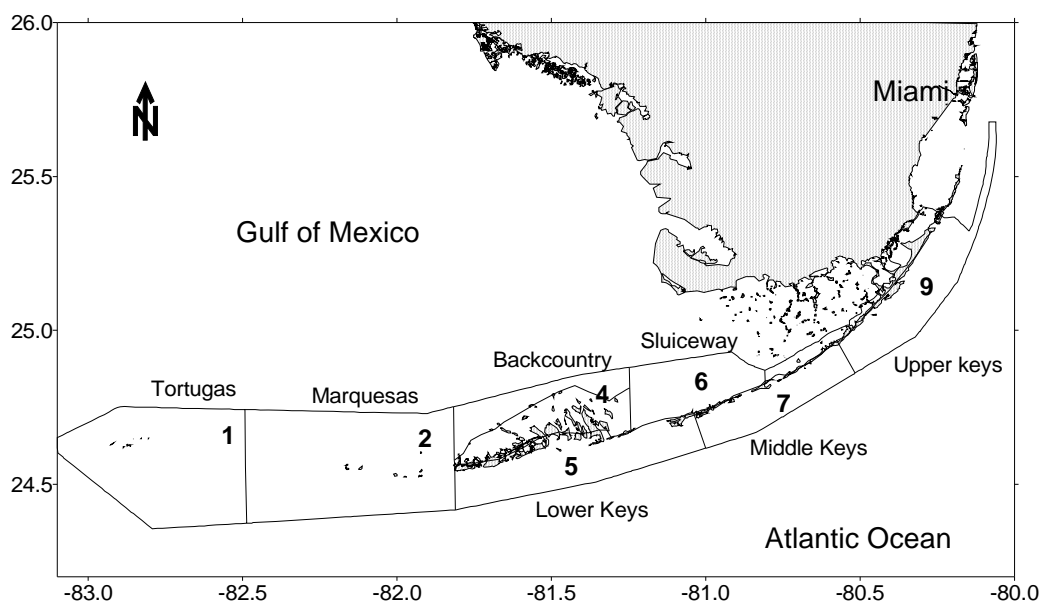 26.0
Miami
N
25.5
Gulf of Mexico
9
25.0
Sluiceway
Backcountry
Upper keys
Tortugas
Marquesas
4
6
7
1
2
Middle Keys
5
24.5
Lower Keys
Atlantic Ocean
-83.0 -82.5 -82.0 -81.5 -81.0 -80.5 -80.0